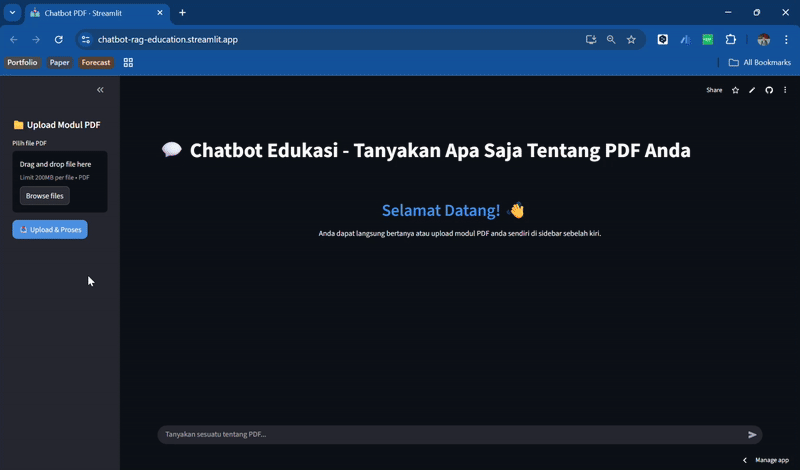 Chatbot PDF · Streamlit
chatbot-rag-education.streamlit.app
Portfolio
Paper
Forecast
All Bookmarks
Share
Upload Modul PDF
Pilih file PDF
Drag and drop file here
Limit 200MB per file • PDF
Browse files
Upload & Proses
Chatbot Edukasi - Tanyakan Apa Saja Tentang PDF Anda
Selamat Datang!
Anda dapat langsung bertanya atau upload modul PDF anda sendiri di sidebar sebelah kiri.
Tanyakan sesuatu tentang PDF...
Manage app